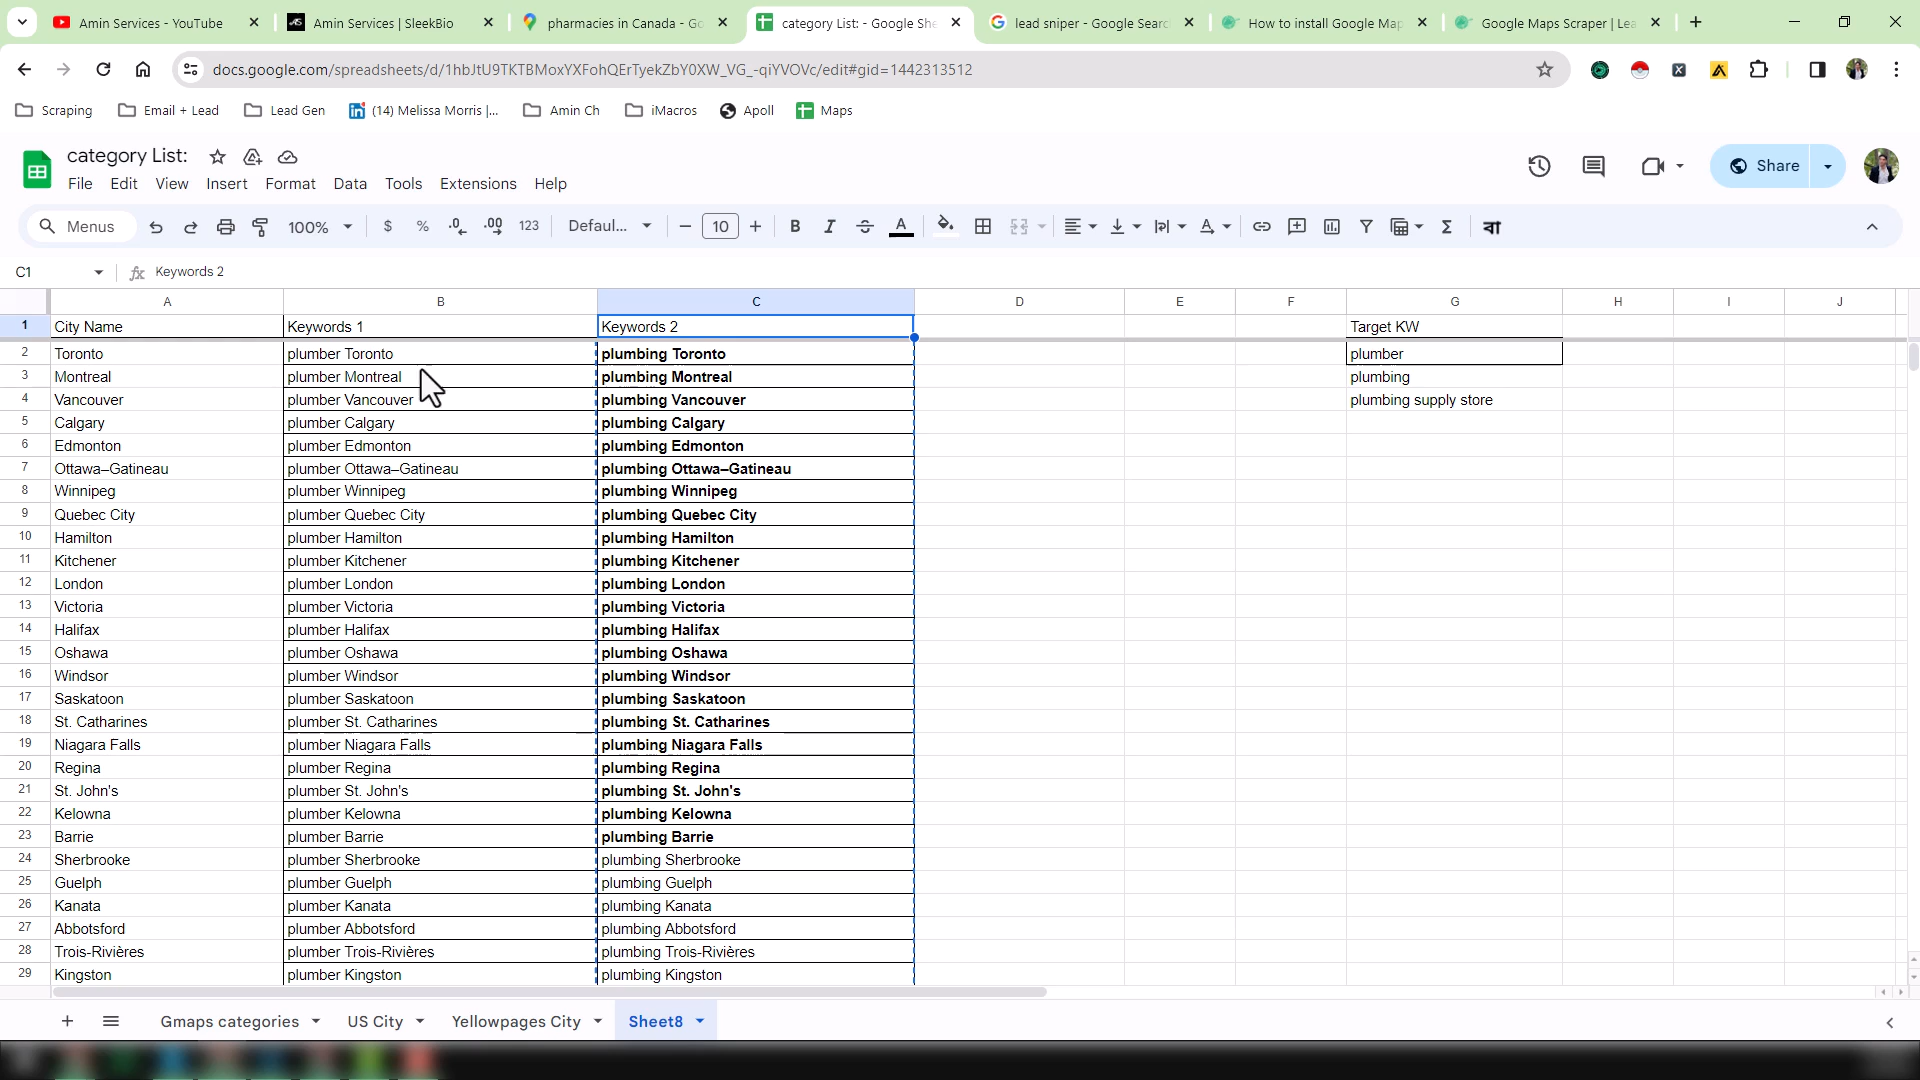 Amin Services - YouTube
Amin Services | SleekBio
pharmacies in Canada - Go
category List: - Google She
lead sniper - Google Searc
How to install Google Map
Google Maps Scraper | Lea
docs.google.com/spreadsheets/d/1hbJtU9TKTBMoxYXFohQErTyekZbY0XW_VG_-qiYVOVc/edit#gid=1442313512
Scraping
Email + Lead
Lead Gen
(14) Melissa Morris |...
Amin Ch
iMacros
Apoll
Maps
category List:
File Edit View Insert Format Data Tools Extensions Help
Share
Menus
100%
$ % .0 .00 123
Defaul...
10
B I A
বা
C1
fx Keywords 2
A B C D E F G H I J
1 City Name Keywords 1 Keywords 2 Target KW
2 Toronto plumber Toronto plumbing Toronto plumber
3 Montreal plumber Montreal plumbing Montreal plumbing
4 Vancouver plumber Vancouver plumbing Vancouver plumbing supply store
5 Calgary plumber Calgary plumbing Calgary
6 Edmonton plumber Edmonton plumbing Edmonton
7 Ottawa–Gatineau plumber Ottawa–Gatineau plumbing Ottawa–Gatineau
8 Winnipeg plumber Winnipeg plumbing Winnipeg
9 Quebec City plumber Quebec City plumbing Quebec City
10 Hamilton plumber Hamilton plumbing Hamilton
11 Kitchener plumber Kitchener plumbing Kitchener
12 London plumber London plumbing London
13 Victoria plumber Victoria plumbing Victoria
14 Halifax plumber Halifax plumbing Halifax
15 Oshawa plumber Oshawa plumbing Oshawa
16 Windsor plumber Windsor plumbing Windsor
17 Saskatoon plumber Saskatoon plumbing Saskatoon
18 St. Catharines plumber St. Catharines plumbing St. Catharines
19 Niagara Falls plumber Niagara Falls plumbing Niagara Falls
20 Regina plumber Regina plumbing Regina
21 St. John's plumber St. John's plumbing St. John's
22 Kelowna plumber Kelowna plumbing Kelowna
23 Barrie plumber Barrie plumbing Barrie
24 Sherbrooke plumber Sherbrooke plumbing Sherbrooke
25 Guelph plumber Guelph plumbing Guelph
26 Kanata plumber Kanata plumbing Kanata
27 Abbotsford plumber Abbotsford plumbing Abbotsford
28 Trois-Rivières plumber Trois-Rivières plumbing Trois-Rivières
29 Kingston plumber Kingston plumbing Kingston
Gmaps categories
US City
Yellowpages City
Sheet8